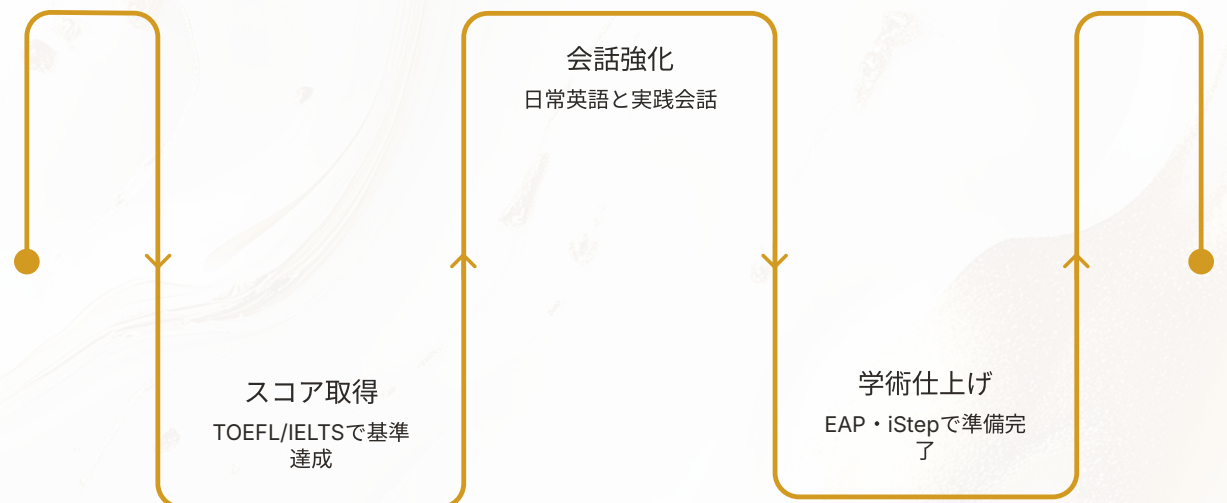 会話強化
日常英語と実践会話
スコア取得
TOEFL/IELTSで基準
達成
学術仕上げ
EAP・iStepで準備完
了